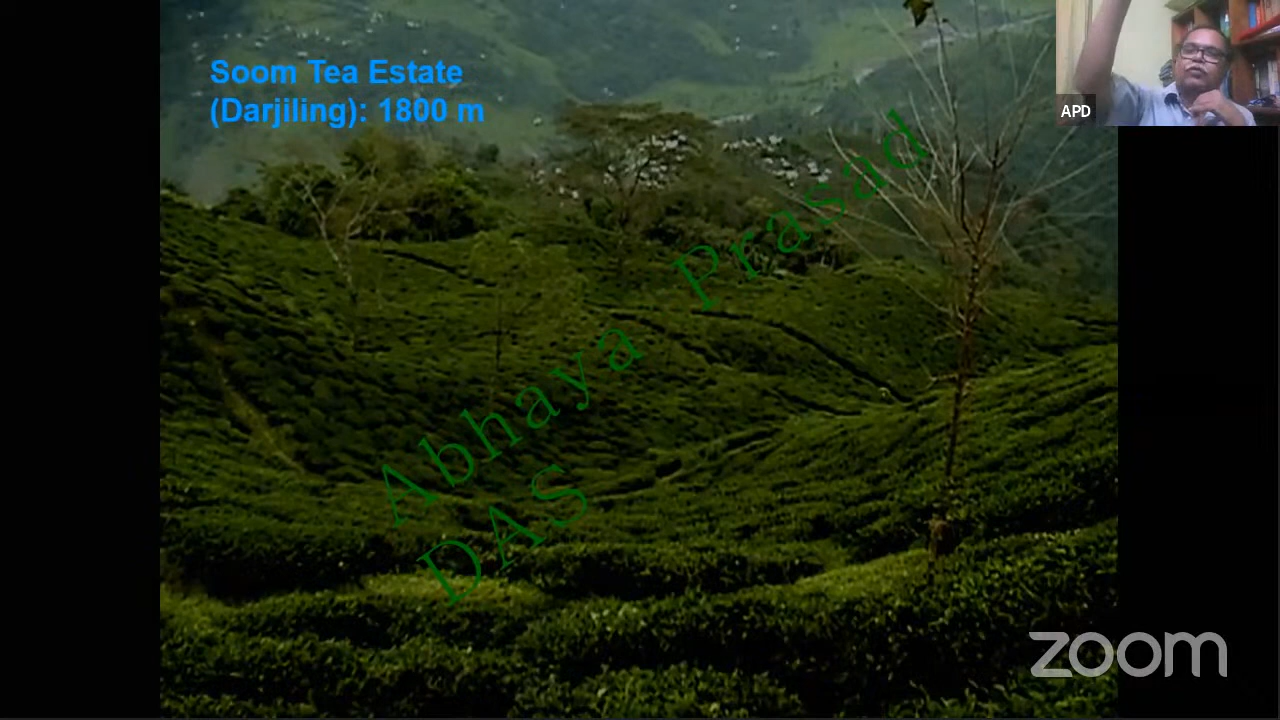 Soom Tea Estate
(Darjiling): 1800 m
APD
Abhaya Prasad
DAS
zoom